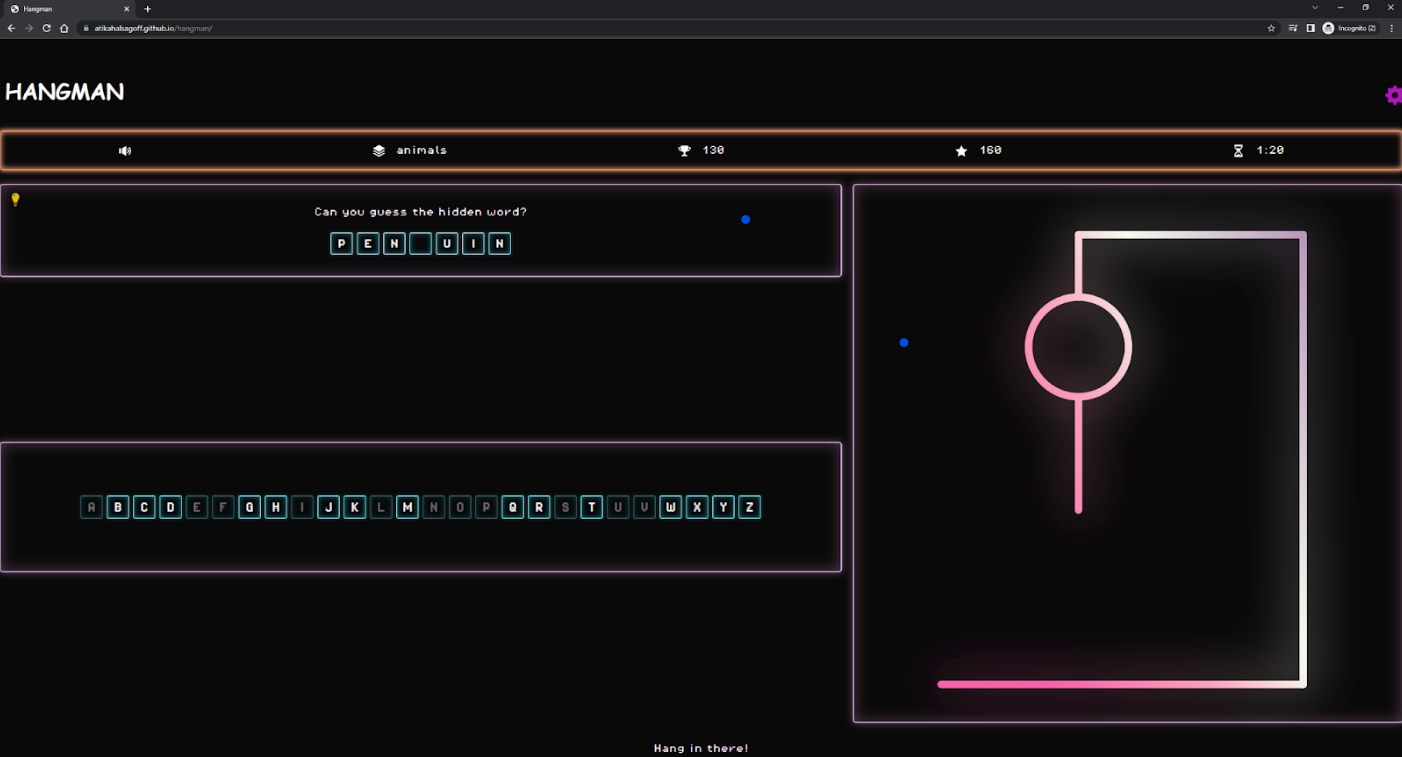 Hangman
atikahalsagoff.github.io/hangman/
Incognito (2)
HANGMAN
animals 130 160 1:20
Can you guess the hidden word?
P E N U I N
A B C D E F G H I J K L M N O P Q R S T U V W X Y Z
Hang in there!